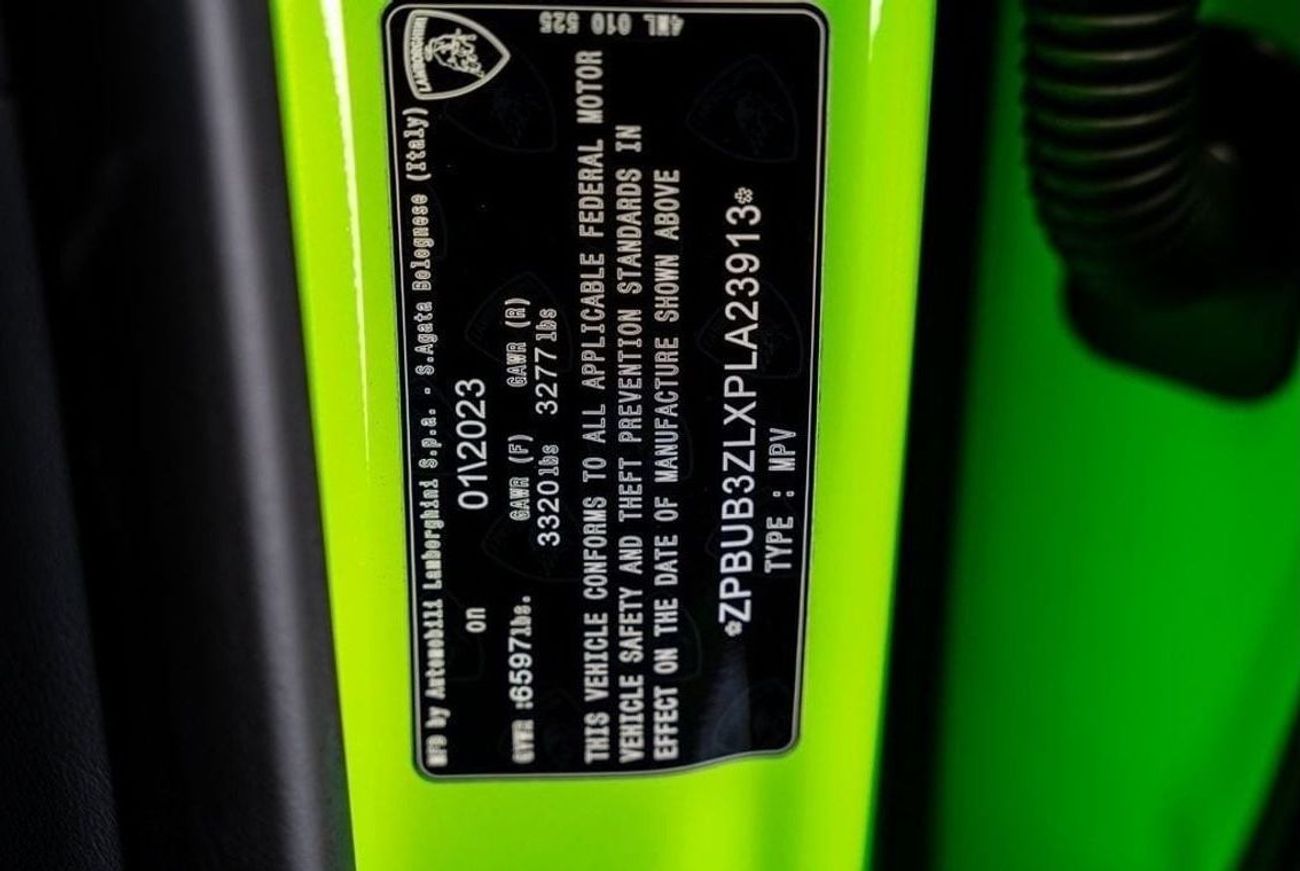 LAMBORGHINI
4ML 010 525
MFD by Automobili Lamborghini S.p.a. - S.Agata Bolognese (Italy)
on 01\2023
GVWR :6597lbs. GAWR (F) GAWR (R)
3320lbs 3277lbs
THIS VEHICLE CONFORMS TO ALL APPLICABLE FEDERAL MOTOR
VEHICLE SAFETY AND THEFT PREVENTION STANDARDS IN
EFFECT ON THE DATE OF MANUFACTURE SHOWN ABOVE
*ZPBUB3ZLXPLA23913*
TYPE : MPV